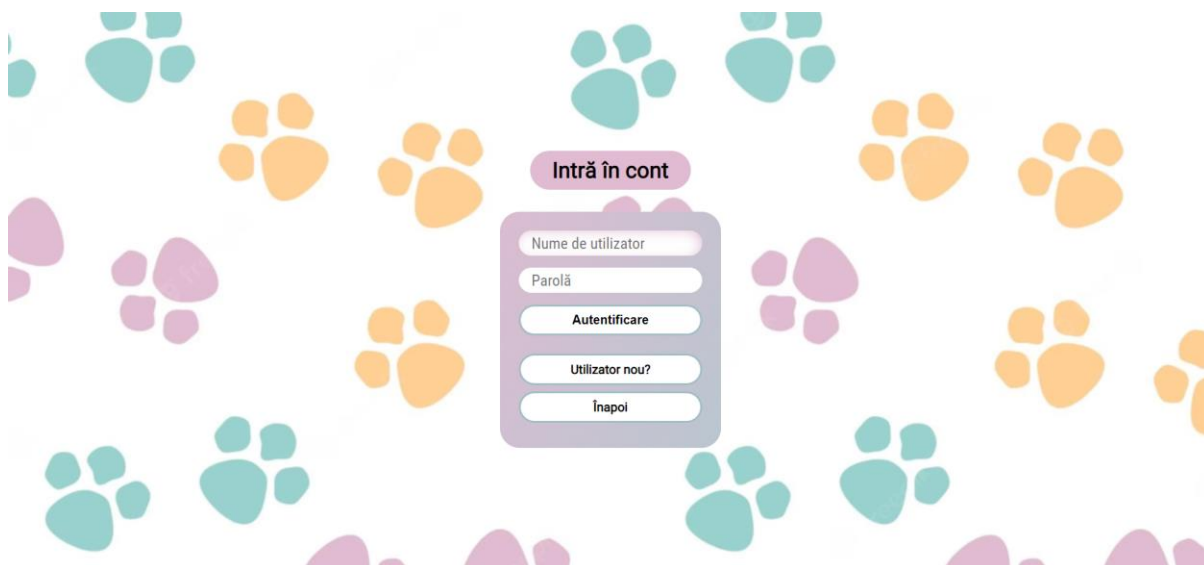 Intră în cont
Nume de utilizator
Parolă
Autentificare
Utilizator nou?
Înapoi